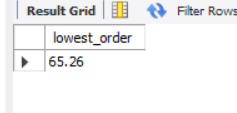 Result Grid Filter Rows
lowest_order
65.26